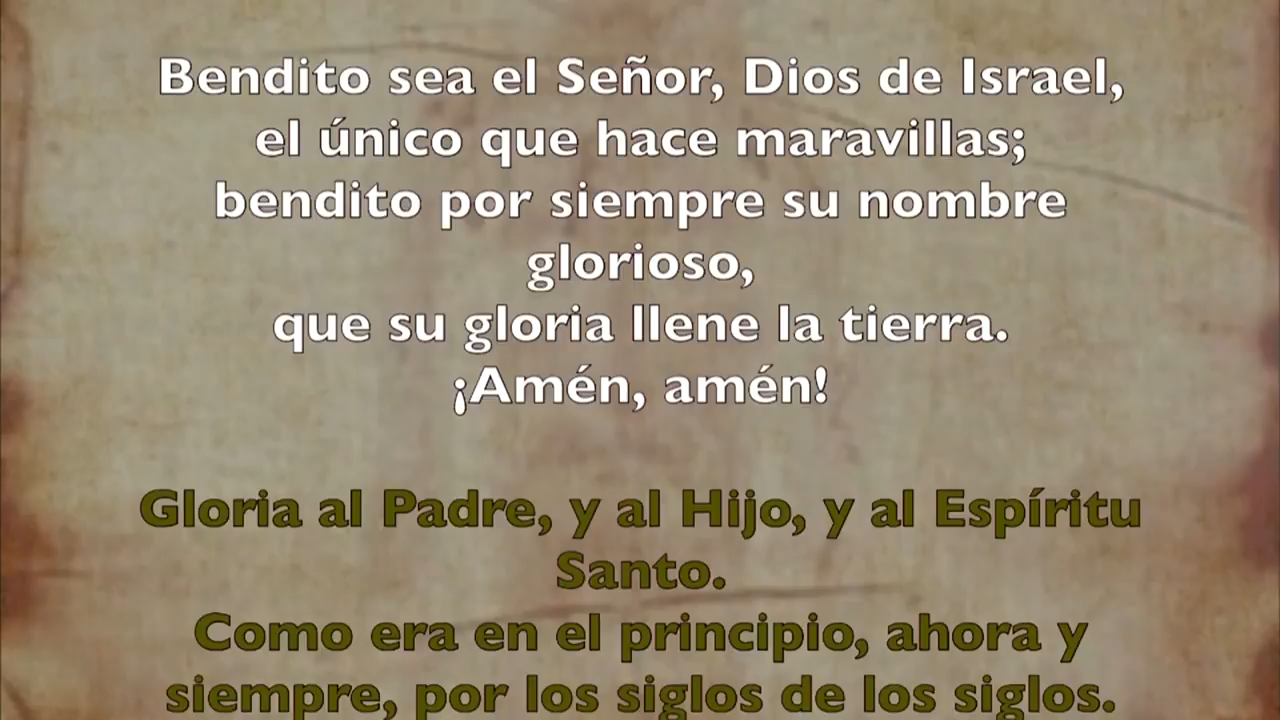 Bendito sea el Señor, Dios de Israel,
el único que hace maravillas;
bendito por siempre su nombre
glorioso,
que su gloria llene la tierra.
¡Amén, amén!
Gloria al Padre, y al Hijo, y al Espíritu
Santo.
Como era en el principio, ahora y
siempre, por los siglos de los siglos.